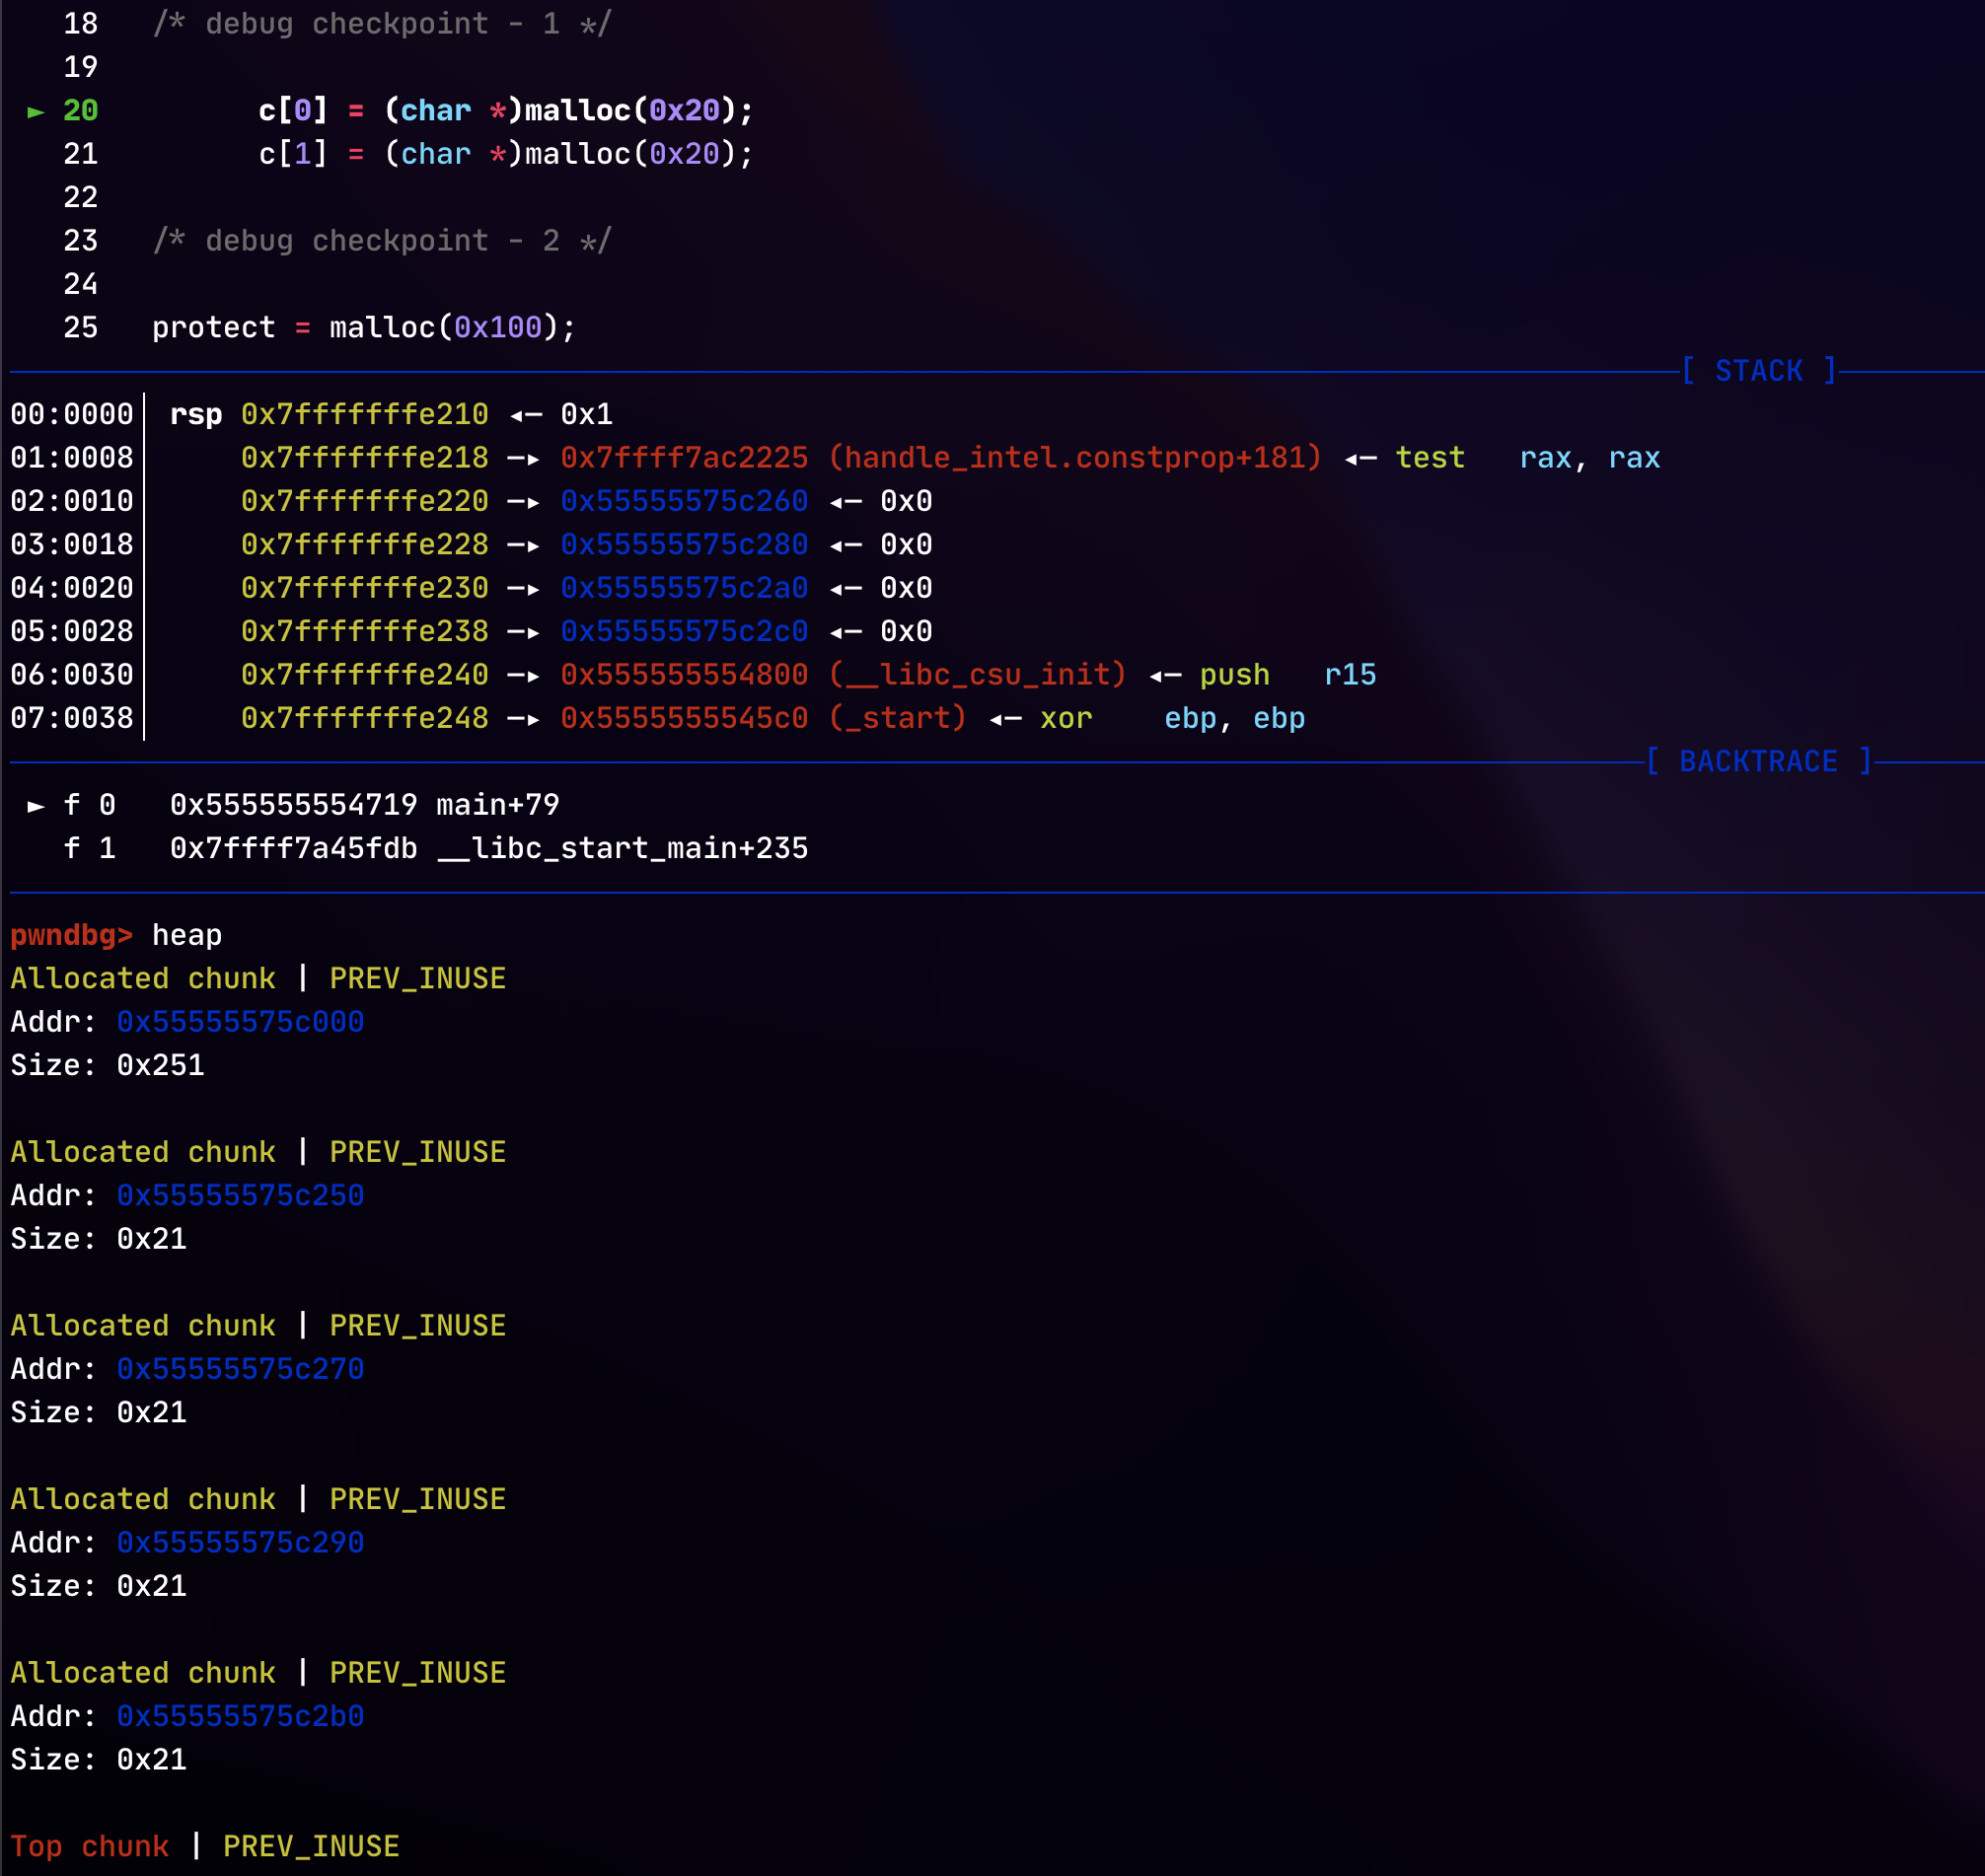 18 /* debug checkpoint - 1 */
19
► 20 c[0] = (char *)malloc(0x20);
21 c[1] = (char *)malloc(0x20);
22
23 /* debug checkpoint - 2 */
24
25 protect = malloc(0x100);
[ STACK ]
00:0000│ rsp 0x7fffffffe210 ◂— 0x1
01:0008│ 0x7fffffffe218 —▸ 0x7ffff7ac2225 (handle_intel.constprop+181) ◂— test rax, rax
02:0010│ 0x7fffffffe220 —▸ 0x55555575c260 ◂— 0x0
03:0018│ 0x7fffffffe228 —▸ 0x55555575c280 ◂— 0x0
04:0020│ 0x7fffffffe230 —▸ 0x55555575c2a0 ◂— 0x0
05:0028│ 0x7fffffffe238 —▸ 0x55555575c2c0 ◂— 0x0
06:0030│ 0x7fffffffe240 —▸ 0x555555554800 (__libc_csu_init) ◂— push r15
07:0038│ 0x7fffffffe248 —▸ 0x5555555545c0 (_start) ◂— xor ebp, ebp
[ BACKTRACE ]
► f 0 0x555555554719 main+79
f 1 0x7ffff7a45fdb __libc_start_main+235
pwndbg> heap
Allocated chunk | PREV_INUSE
Addr: 0x55555575c000
Size: 0x251
Allocated chunk | PREV_INUSE
Addr: 0x55555575c250
Size: 0x21
Allocated chunk | PREV_INUSE
Addr: 0x55555575c270
Size: 0x21
Allocated chunk | PREV_INUSE
Addr: 0x55555575c290
Size: 0x21
Allocated chunk | PREV_INUSE
Addr: 0x55555575c2b0
Size: 0x21
Top chunk | PREV_INUSE